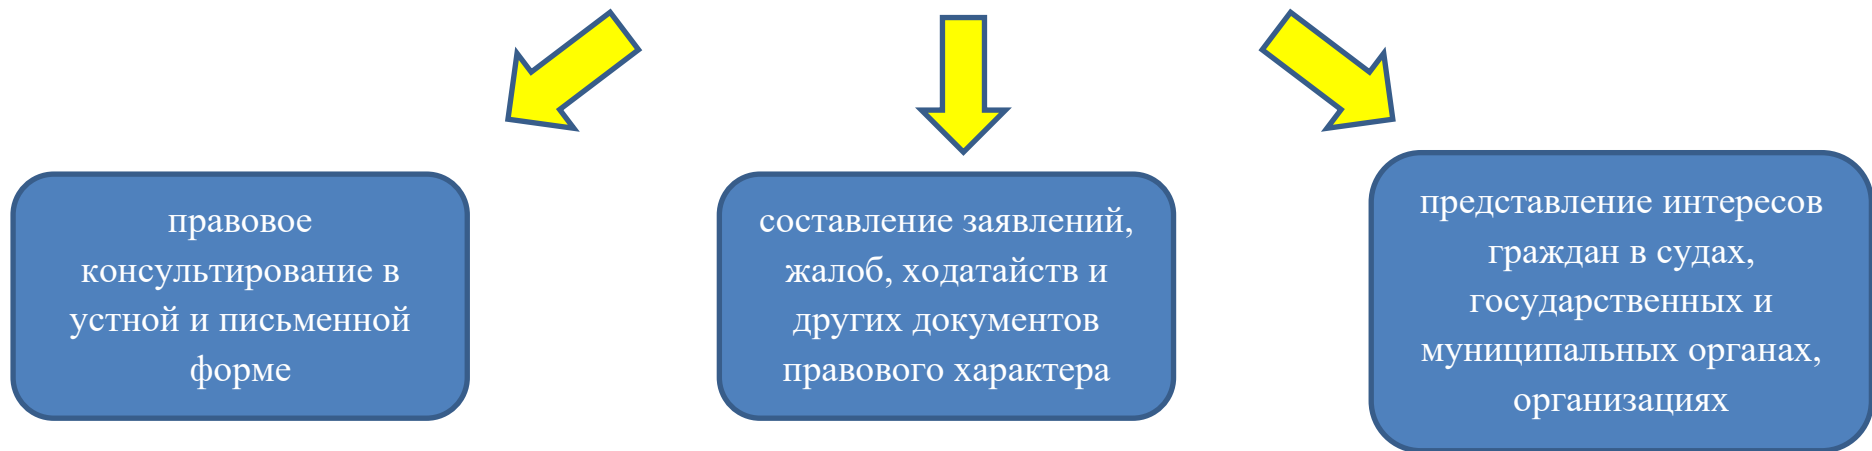 правовое
консультирование в
устной и письменной
форме
составление заявлений,
жалоб, ходатайств и
других документов
правового характера
представление интересов
граждан в судах,
государственных и
муниципальных органах,
организациях